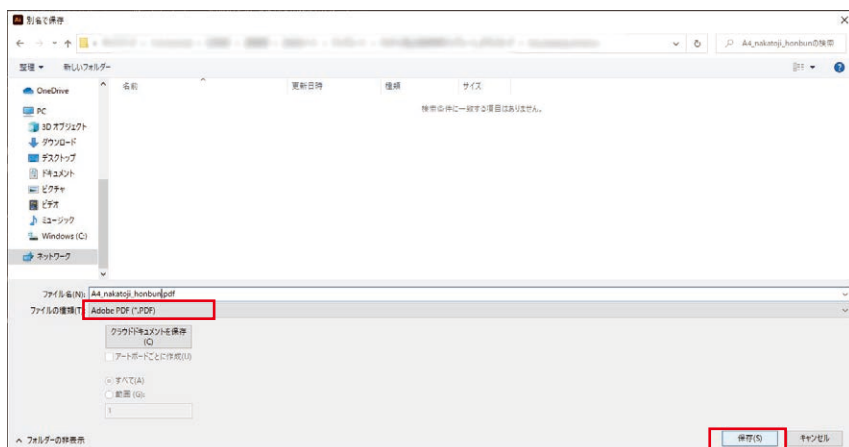 別名で保存
A4_nakatoji_honbunの検索
整理 新しいフォルダー
名前 更新日時 種類 サイズ
検索条件に一致する項目はありません。
OneDrive
PC
3D オブジェクト
ダウンロード
デスクトップ
ドキュメント
ピクチャ
ビデオ
ミュージック
Windows (C:)
ネットワーク
ファイル名(N): A4_nakatoji_honbun.pdf
ファイルの種類(T): Adobe PDF (*.PDF)
クラウドドキュメントを保存
(C)
アートボードごとに作成(U)
すべて(A)
範囲 (G):
1
フォルダーの非表示 保存(S) キャンセル